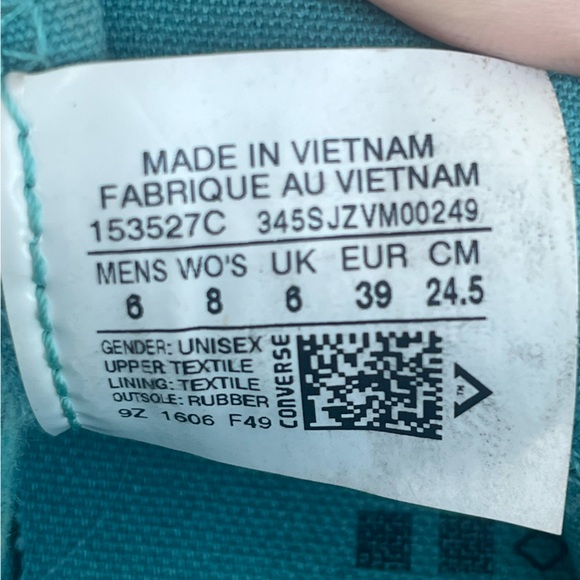 MADE IN VIETNAM
FABRIQUE AU VIETNAM
153527C 345SJZVM00249
MENS WO'S UK EUR CM
6 8 6 39 24.5
GENDER: UNISEX
UPPER: TEXTILE
LINING: TEXTILE
OUTSOLE: RUBBER
9Z 1606 F49
CONVERSE
TM